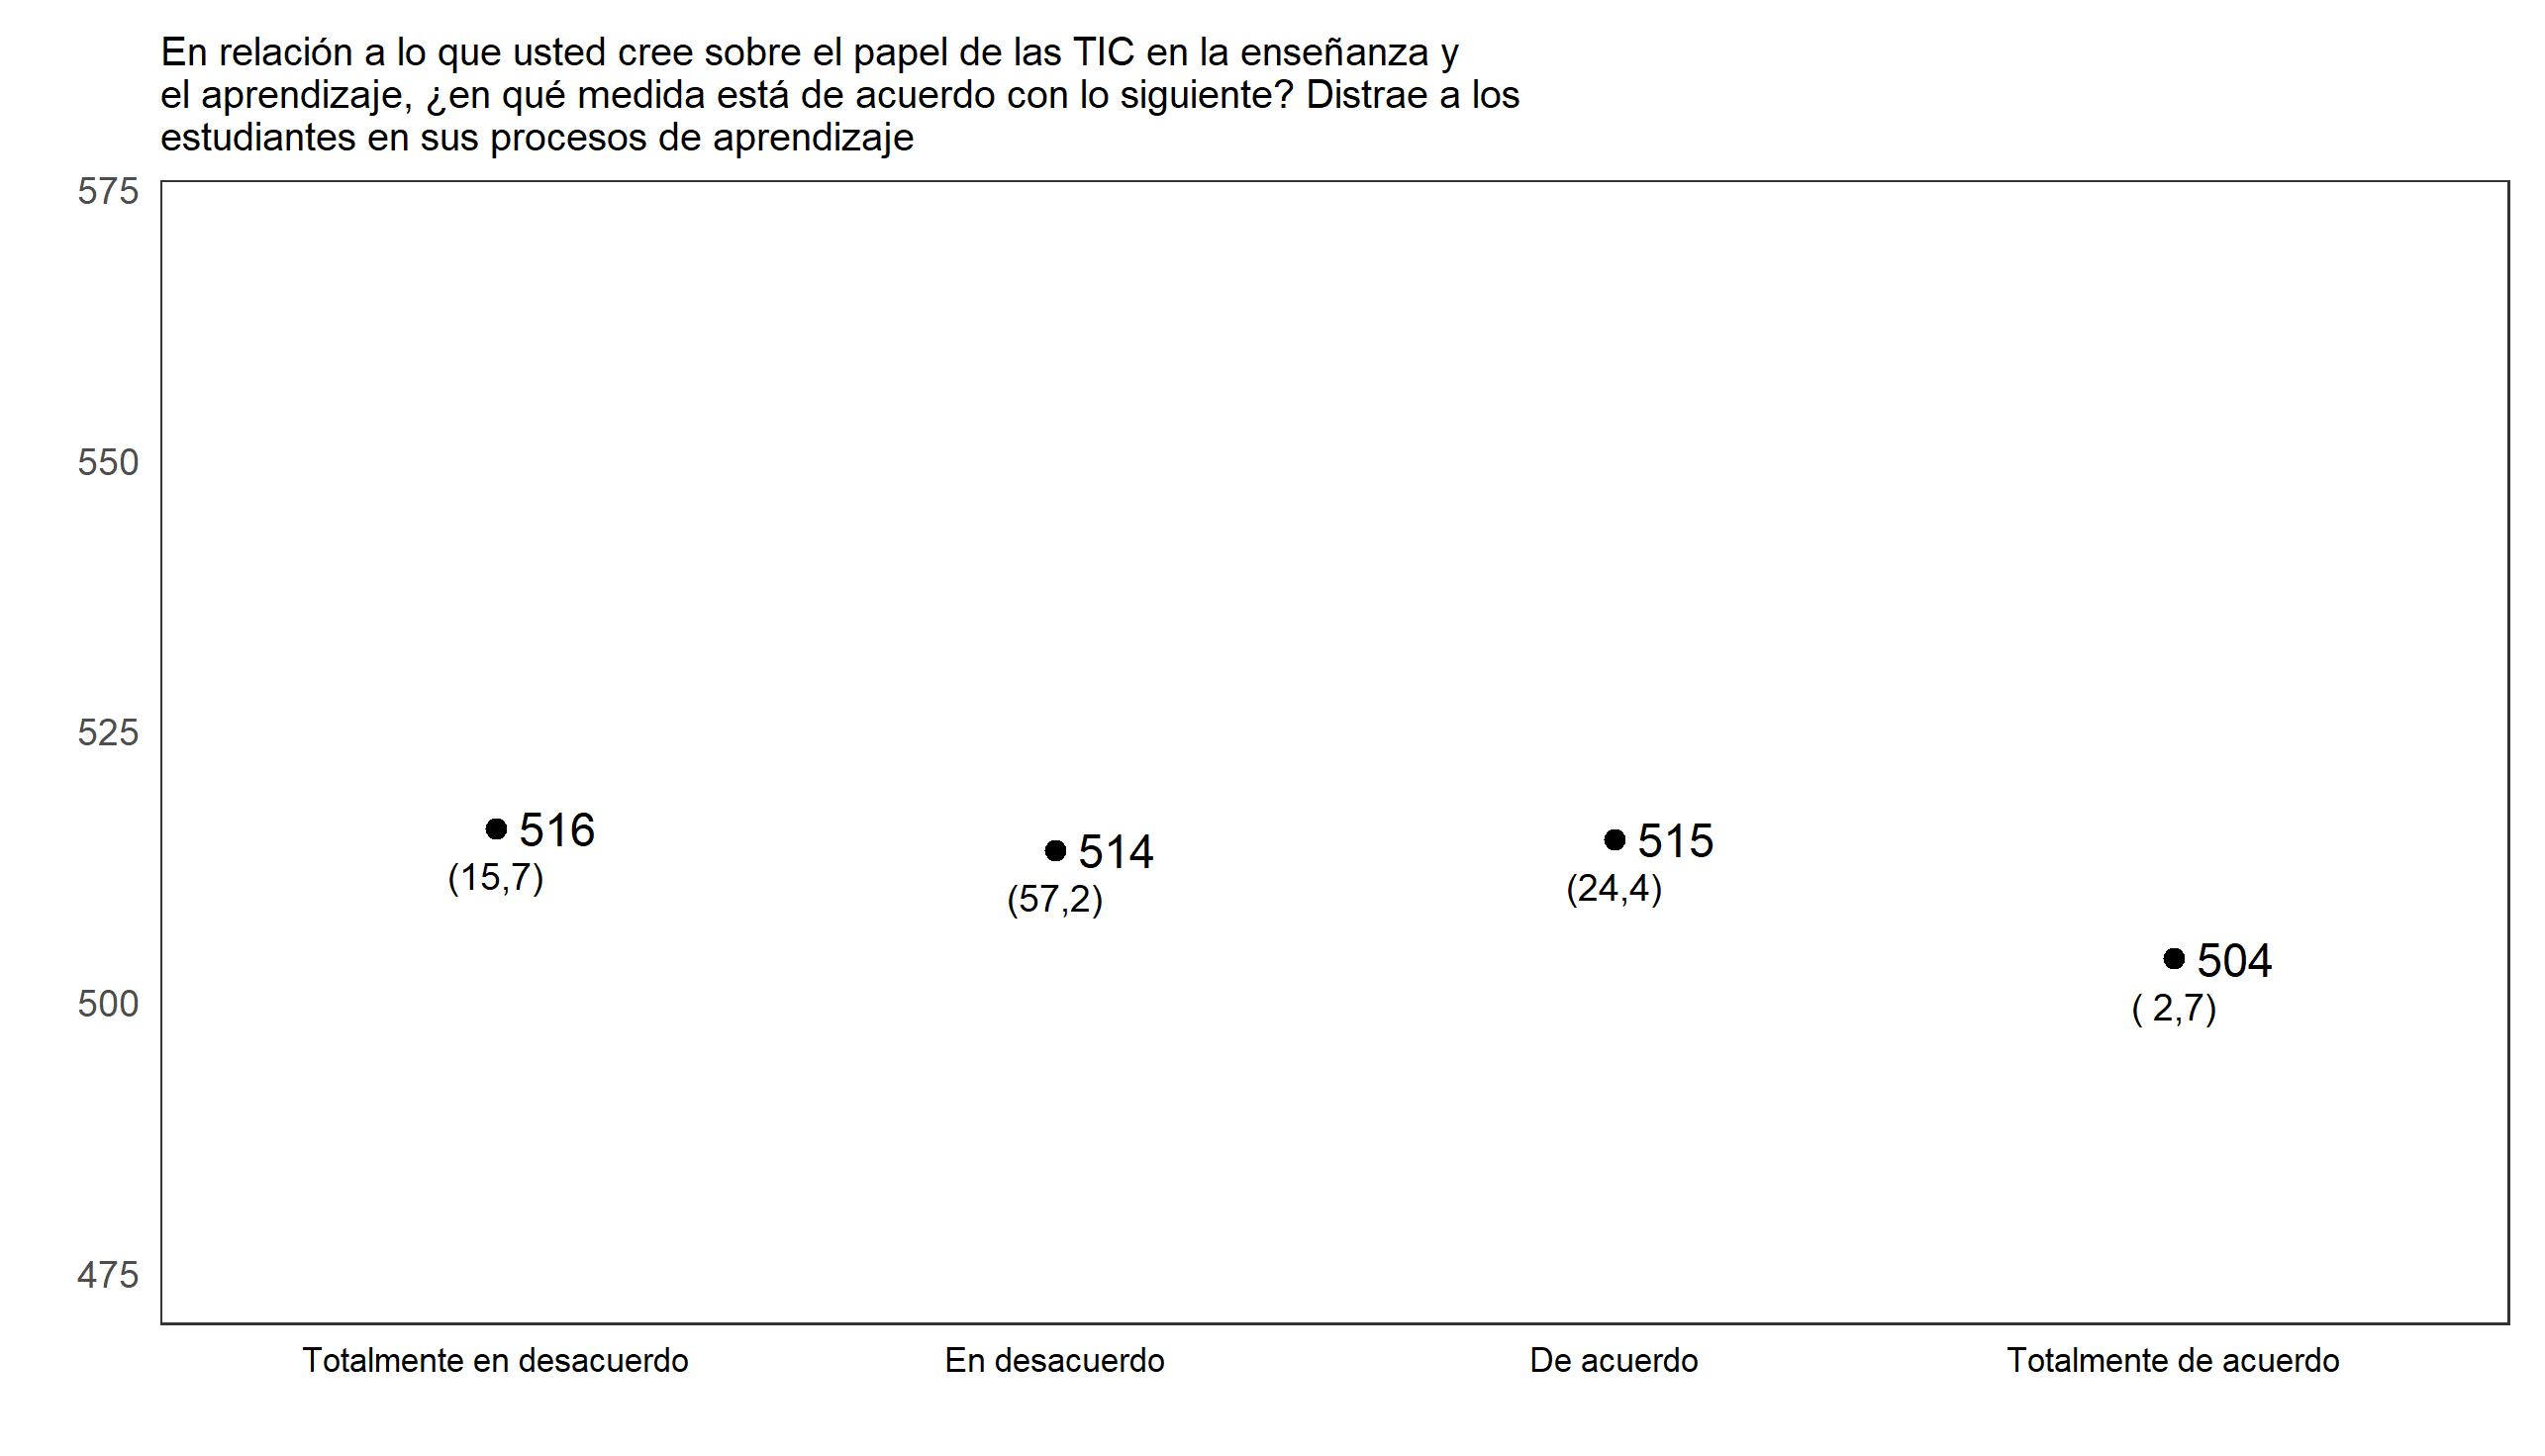 En relación a lo que usted cree sobre el papel de las TIC en la enseñanza y
el aprendizaje, ¿en qué medida está de acuerdo con lo siguiente? Distrae a los
estudiantes en sus procesos de aprendizaje
575
550
525
516
(15,7)
514
(57,2)
515
(24,4)
504
( 2,7)
500
475
Totalmente en desacuerdo
En desacuerdo
De acuerdo
Totalmente de acuerdo